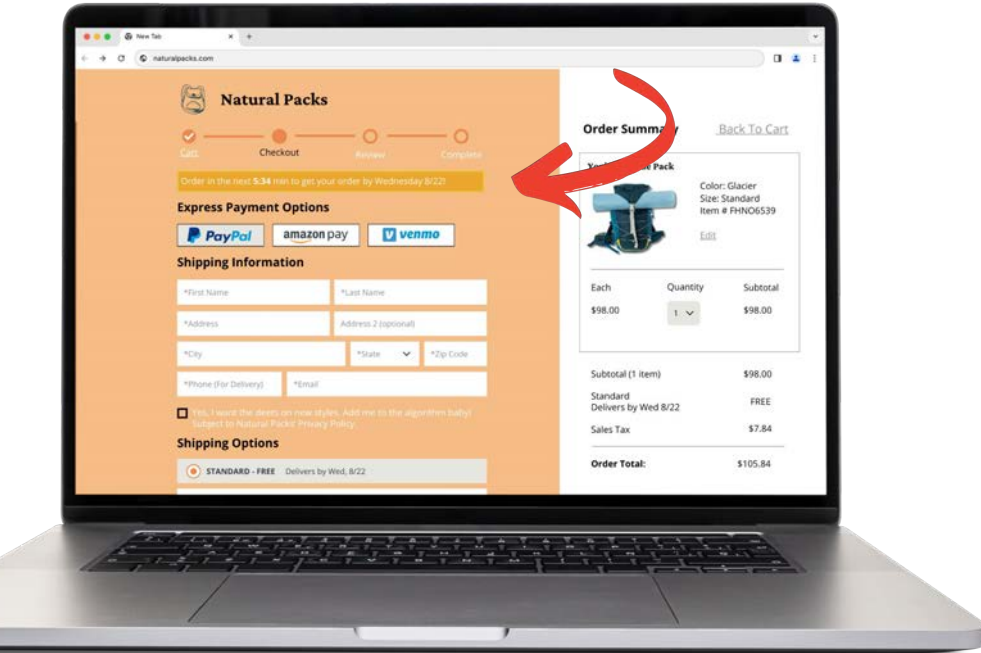 New Tab
naturalpacks.com
Natural Packs
Cart
Checkout
Review
Complete
Order in the next 5:34 min to get your order by Wednesday 8/22!
Express Payment Options
PayPal
amazon pay
venmo
Shipping Information
*First Name
*Last Name
*Address
Address 2 (optional)
*City
*State
*Zip Code
*Phone (For Delivery)
*Email
Yes, I want the deets on new styles. Add me to the algorithm baby!
Subject to Natural Packs' Privacy Policy.
Shipping Options
STANDARD - FREE Delivers by Wed, 8/22
Order Summary
Back To Cart
Pack
Color: Glacier
Size: Standard
Item # FHNO6539
Edit
Each Quantity Subtotal
$98.00 1 $98.00
Subtotal (1 item) $98.00
Standard
Delivers by Wed 8/22 FREE
Sales Tax $7.84
Order Total: $105.84